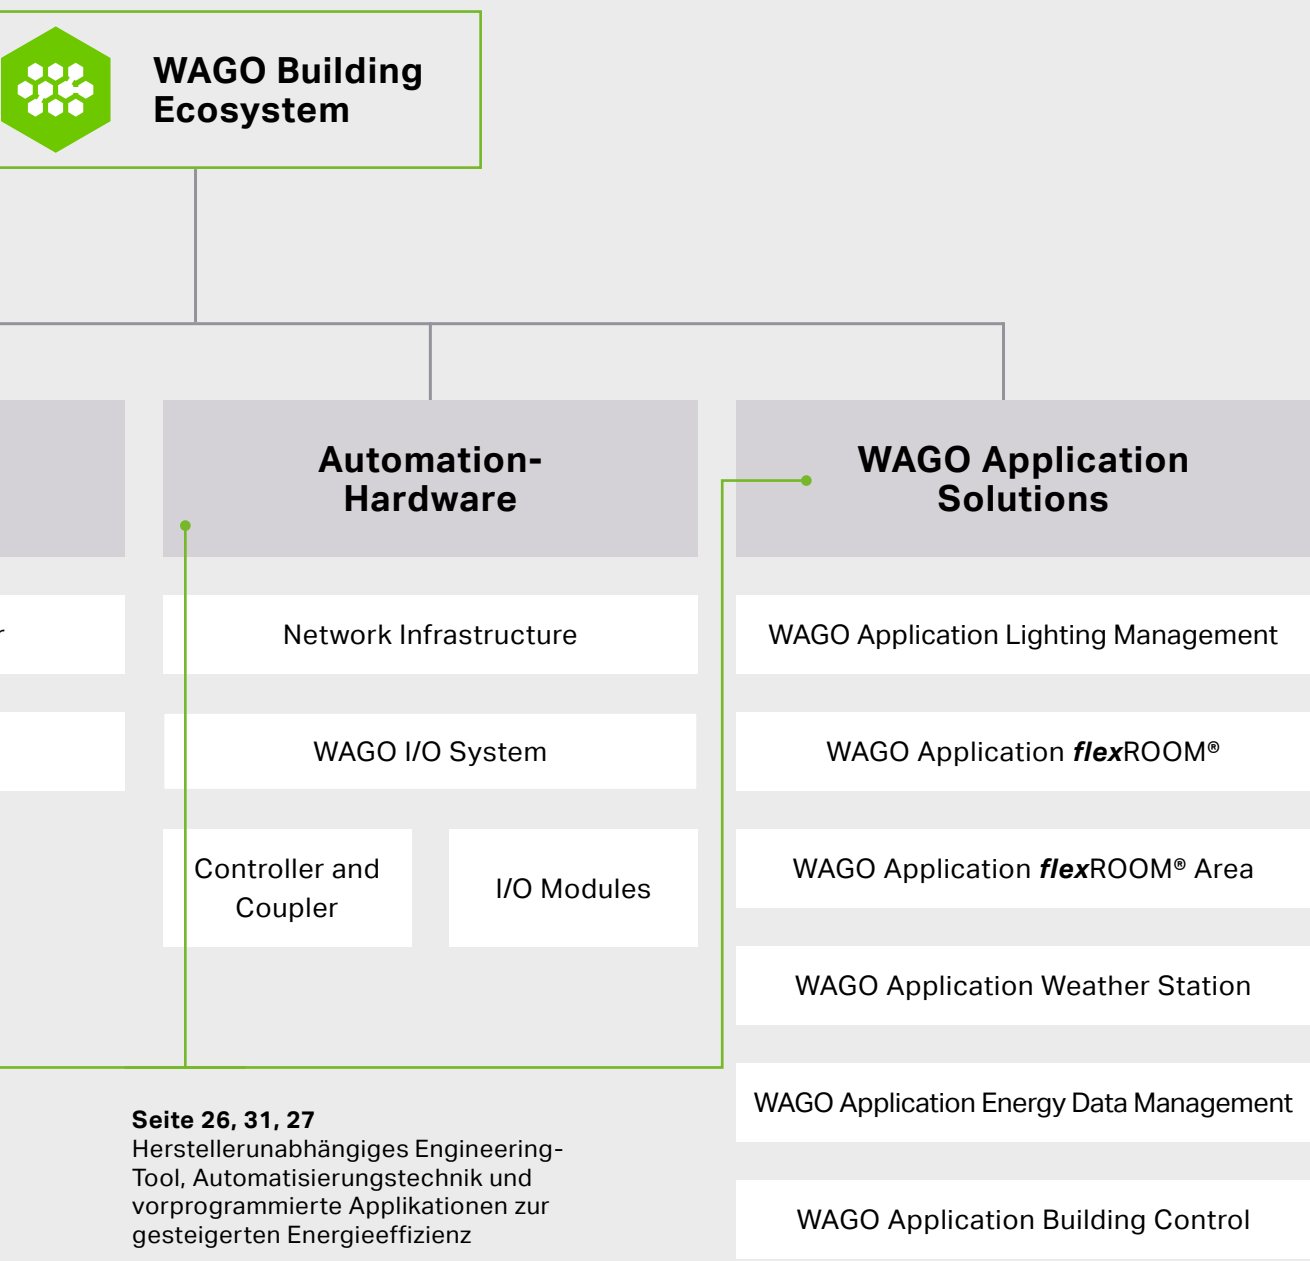 WAGO Building
Ecosystem
Automation-
Hardware
Network Infrastructure
WAGO I/O System
Controller and
Coupler
I/O Modules
WAGO Application
Solutions
WAGO Application Lighting Management
WAGO Application flexROOM®
WAGO Application flexROOM® Area
WAGO Application Weather Station
WAGO Application Energy Data Management
WAGO Application Building Control
Seite 26, 31, 27
Herstellerunabhängiges Engineering-
Tool, Automatisierungstechnik und
vorprogrammierte Applikationen zur
gesteigerten Energieeffizienz